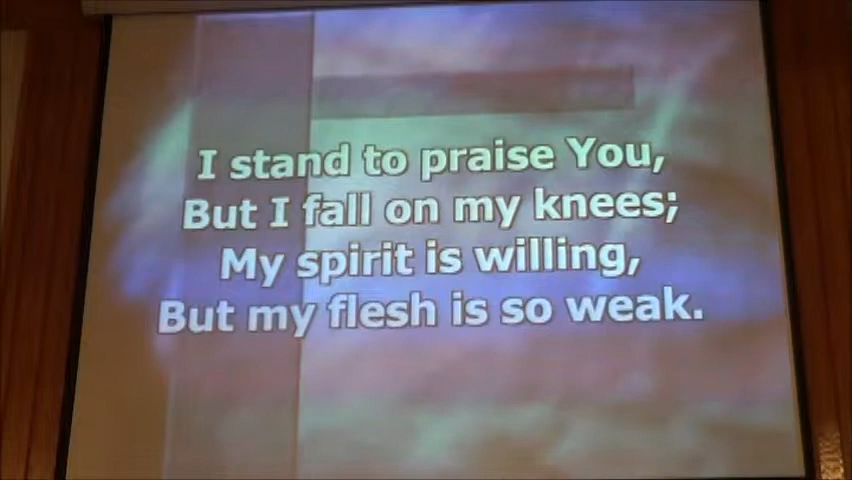 I stand to praise You,
But I fall on my knees;
My spirit is willing,
But my flesh is so weak.